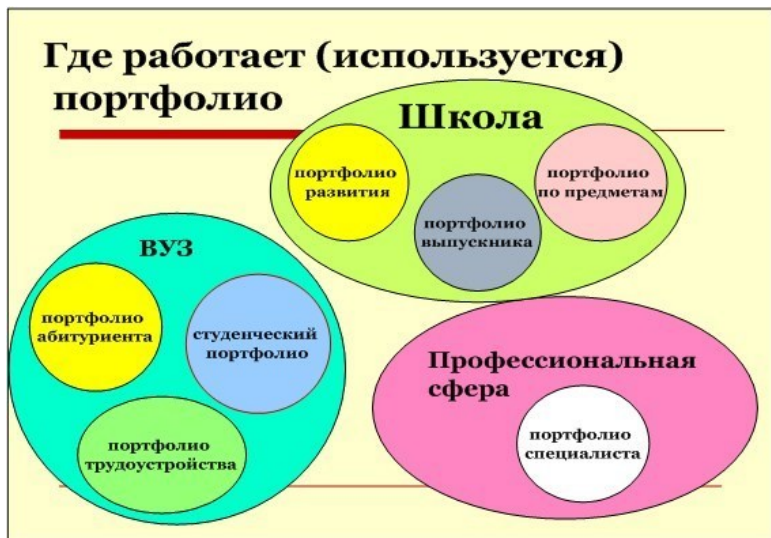 Где работает (используется)
портфолио
Школа
портфолио
развития
портфолио
выпускника
портфолио
по предметам
ВУЗ
портфолио
абитуриента
студенческий
портфолио
портфолио
трудоустройства
Профессиональная
сфера
портфолио
специалиста